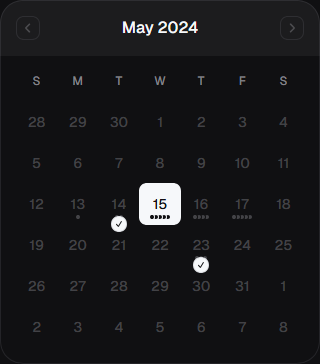 May 2024
S M T W T F S
28 29 30 1 2 3 4
5 6 7 8 9 10 11
12 13 14 15 16 17 18
19 20 21 22 23 24 25
26 27 28 29 30 31 1
2 3 4 5 6 7 8